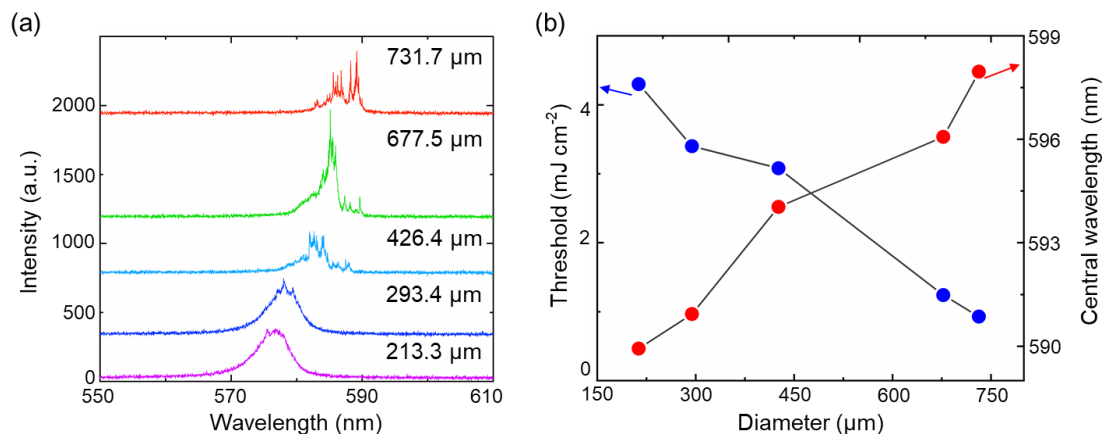 (a)
Intensity (a.u.)
2000
1500
1000
500
0
731.7 µm
677.5 µm
426.4 µm
293.4 µm
213.3 µm
550
570
590
610
Wavelength (nm)
(b)
Threshold (mJ cm-2)
4
2
0
599
596
593
590
Central wavelength (nm)
150
300
450
600
750
Diameter (µm)